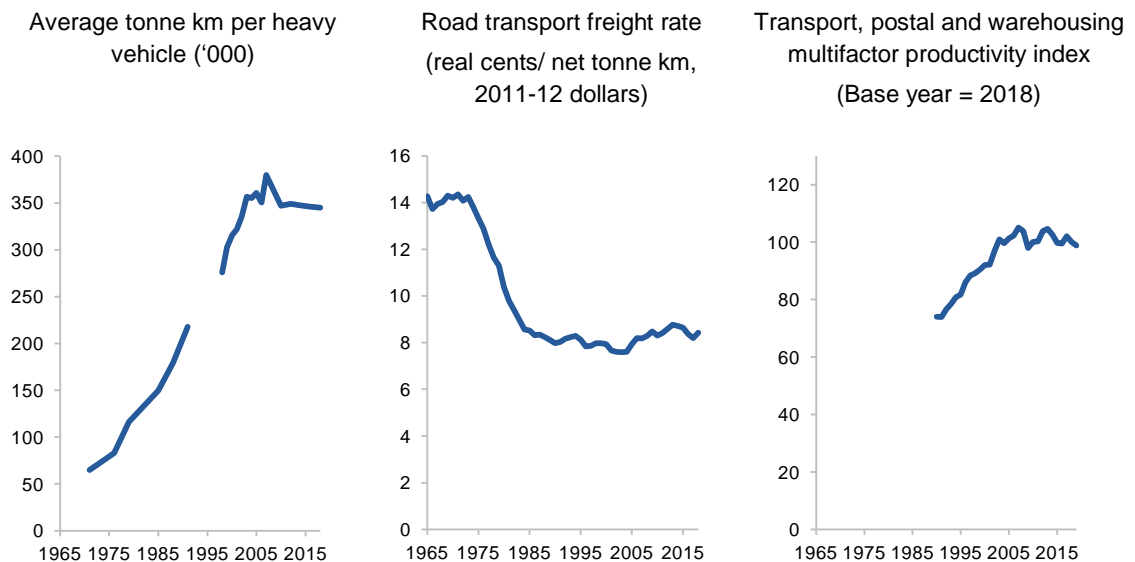 Average tonne km per heavy
vehicle (‘000)
400
350
300
250
200
150
100
50
0
1965 1975 1985 1995 2005 2015
Road transport freight rate
(real cents/ net tonne km,
2011-12 dollars)
16
14
12
10
8
6
4
2
0
1965 1975 1985 1995 2005 2015
Transport, postal and warehousing
multifactor productivity index
(Base year = 2018)
120
100
80
60
40
20
0
1965 1975 1985 1995 2005 2015